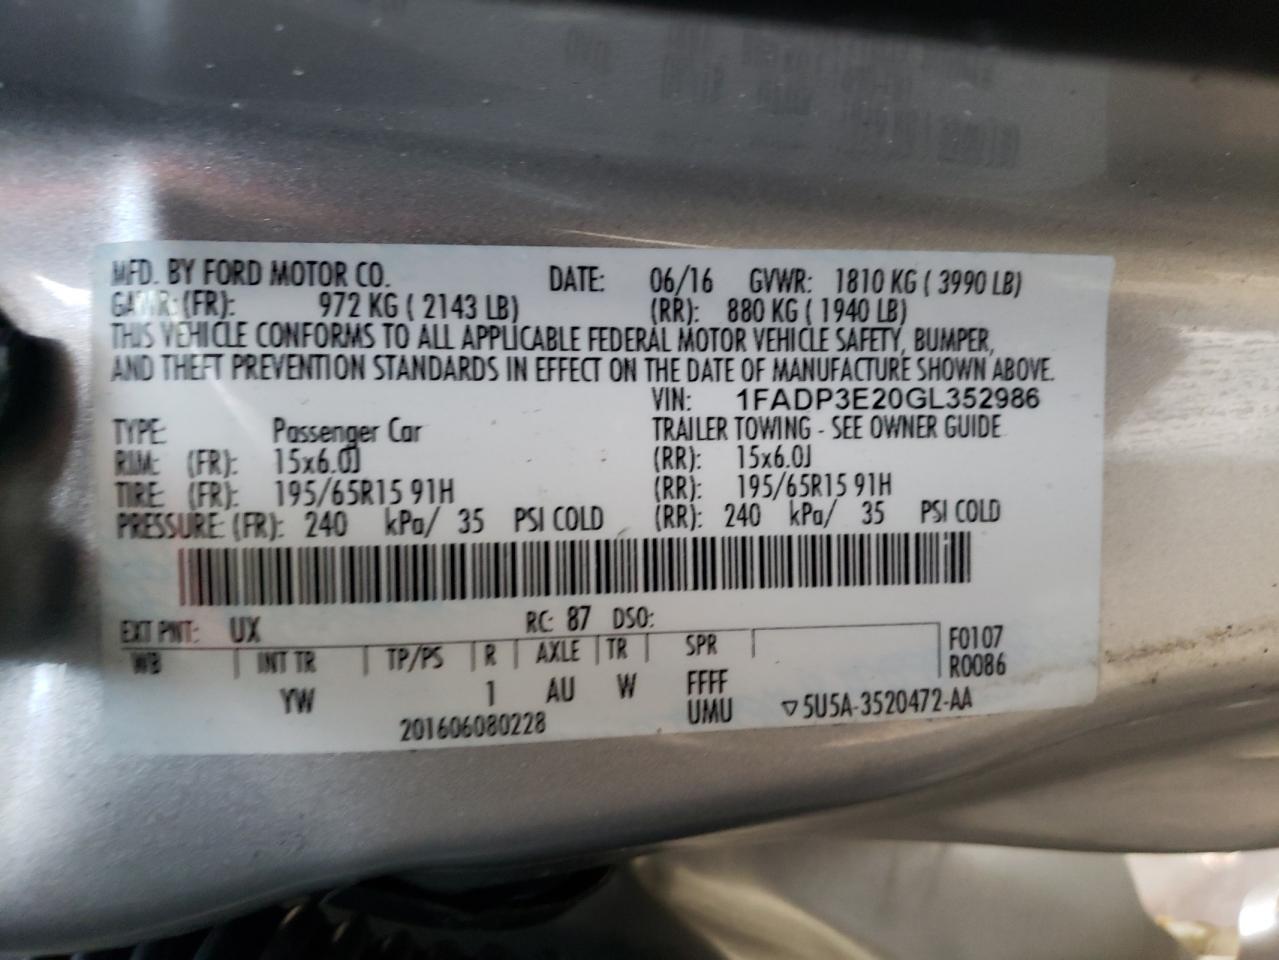 MFD. BY FORD MOTOR CO. DATE: 06/16 GVWR: 1810 KG ( 3990 LB)
GAWR: (FR): 972 KG ( 2143 LB) (RR): 880 KG ( 1940 LB)
THIS VEHICLE CONFORMS TO ALL APPLICABLE FEDERAL MOTOR VEHICLE SAFETY, BUMPER,
AND THEFT PREVENTION STANDARDS IN EFFECT ON THE DATE OF MANUFACTURE SHOWN ABOVE.
VIN: 1FADP3E20GL352986
TYPE: Passenger Car TRAILER TOWING - SEE OWNER GUIDE
RIM: (FR): 15x6.0J (RR): 15x6.0J
TIRE: (FR): 195/65R15 91H (RR): 195/65R15 91H
PRESSURE: (FR): 240 kPa/ 35 PSI COLD (RR): 240 kPa/ 35 PSI COLD
EXT PNT: UX RC: 87 DSO:
WB INT TR TP/PS R AXLE TR SPR F0107
R0086
YW 1 AU W FFFF
UMU ▽5U5A-3520472-AA
201606080228